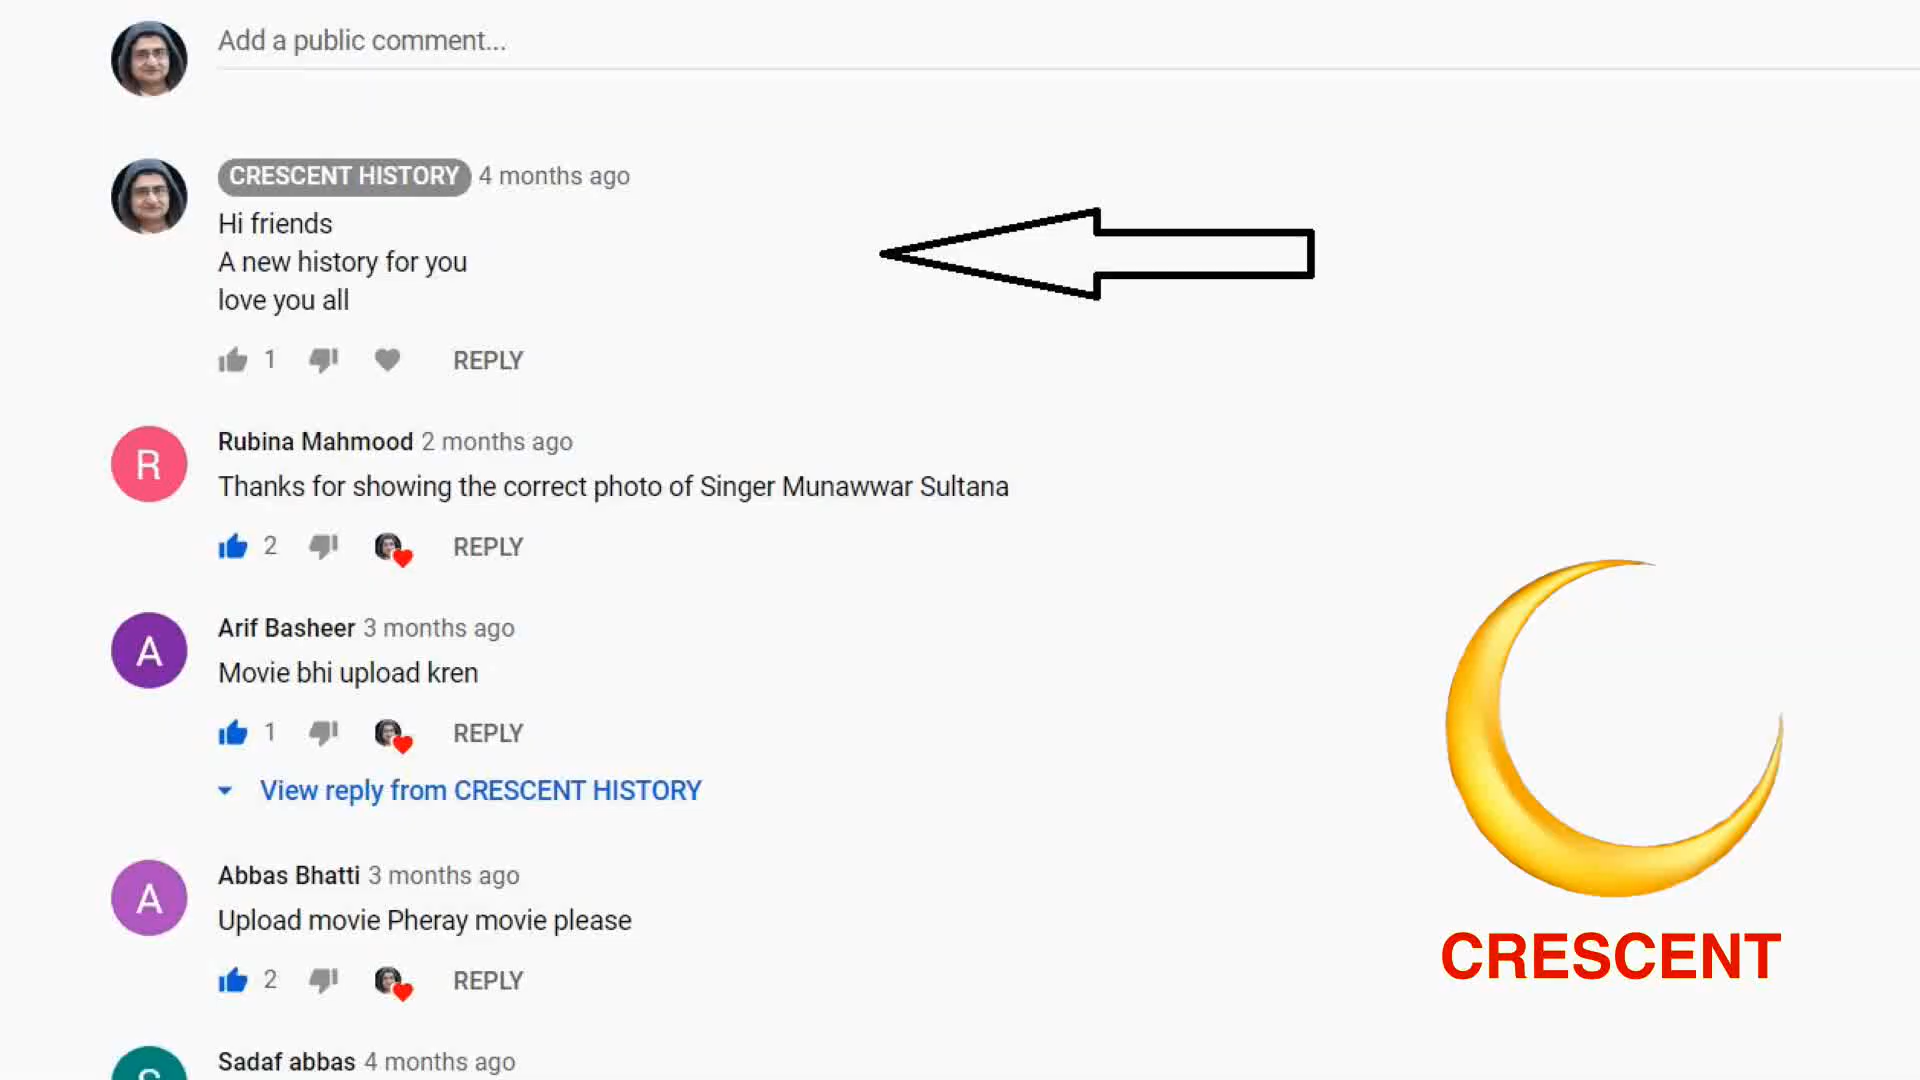 Add a public comment...
CRESCENT HISTORY 4 months ago
Hi friends
A new history for you
love you all
1 REPLY
R
Rubina Mahmood 2 months ago
Thanks for showing the correct photo of Singer Munawwar Sultana
2 REPLY
A
Arif Basheer 3 months ago
Movie bhi upload kren
1 REPLY
View reply from CRESCENT HISTORY
A
Abbas Bhatti 3 months ago
Upload movie Pheray movie please
2 REPLY
CRESCENT
S
Sadaf abbas 4 months ago